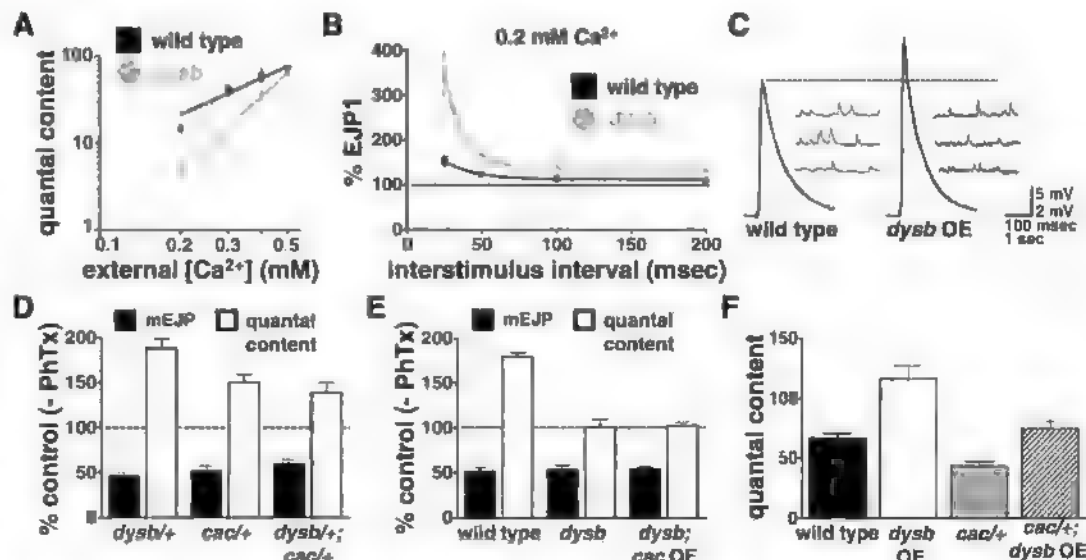 A
wild type
quantal content
100
10
1
0.1
0.2
0.3
0.5
external [Ca²⁺] (mM)
B
0.2 mM Ca²⁺
wild type
% EJP1
400
300
200
100
0
0
50
100
150
200
interstimulus interval (msec)
C
wild type
dysb OE
5 mV
2 mV
100 msec
1 sec
D
mEJP
quantal content
% control (- PhTx)
200
150
100
50
dysb/+
cac/+
dysb/+; cac/+
E
mEJP
quantal content
% control (- PhTx)
200
150
100
50
0
wild type
dysb
dysb; cac OE
F
quantal content
150
100
50
0
wild type
dysb OE
cac/+
cac/+; dysb OE